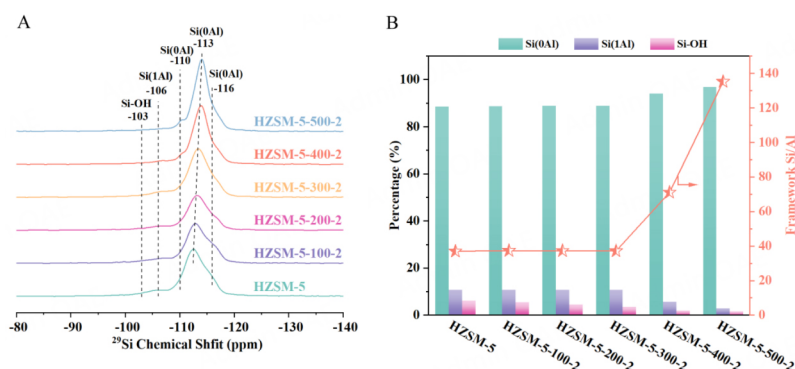 A
Si(0Al)
-113
Si(0Al)
-110
Si(1Al)
-106
Si(0Al)
-116
Si-OH
-103
HZSM-5-500-2
HZSM-5-400-2
HZSM-5-300-2
HZSM-5-200-2
HZSM-5-100-2
HZSM-5
-80 -90 -100 -110 -120 -130 -140
29Si Chemical Shfit (ppm)
B
Si(0Al) Si(1Al) Si-OH
Percentage (%)
100
80
60
40
20
0
140
120
100
80
60
40
20
0
Framework Si/Al
HZSM-5
HZSM-5-100-2
HZSM-5-200-2
HZSM-5-300-2
HZSM-5-400-2
HZSM-5-500-2